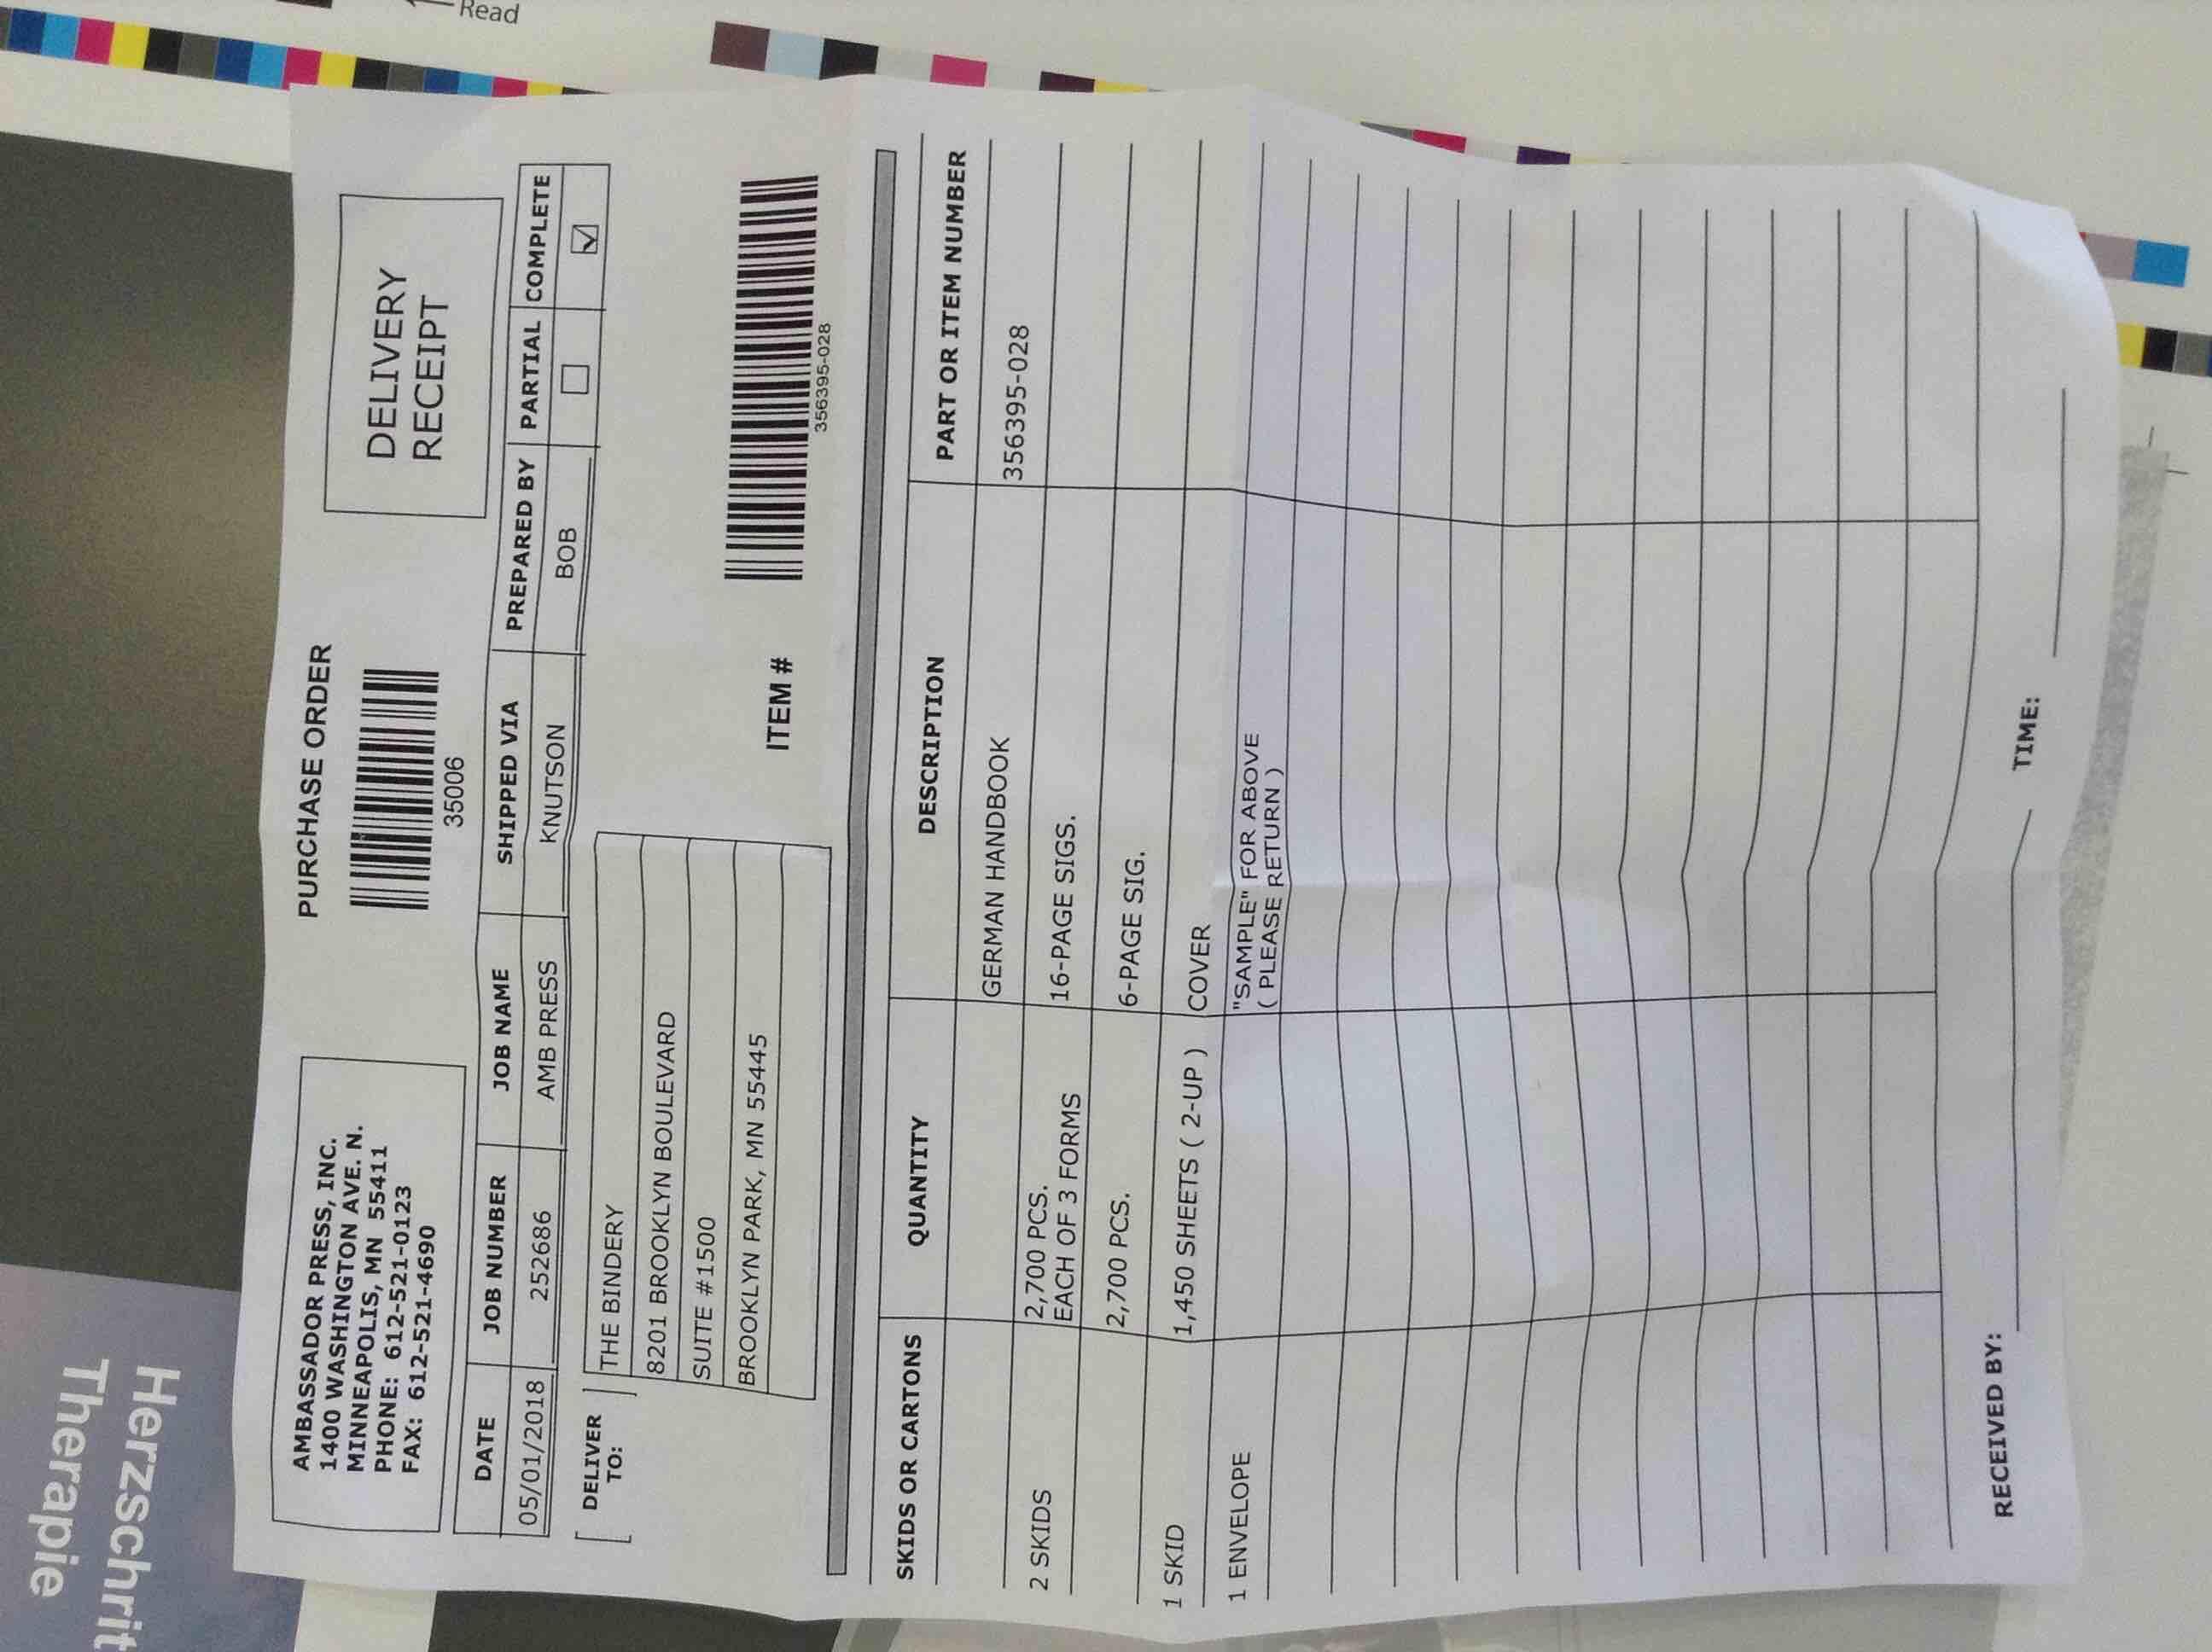 Read
Herzschrit
Therapie
AMBASSADOR PRESS, INC.
1400 WASHINGTON AVE. N.
MINNEAPOLIS, MN 55411
PHONE: 612-521-0123
FAX: 612-521-4690
PURCHASE ORDER
35006
DELIVERY
RECEIPT
DATE JOB NUMBER JOB NAME SHIPPED VIA PREPARED BY PARTIAL COMPLETE
05/01/2018 252686 AMB PRESS KNUTSON BOB
[ DELIVER TO: ]
THE BINDERY
8201 BROOKLYN BOULEVARD
SUITE #1500
BROOKLYN PARK, MN 55445
ITEM #
356395-028
SKIDS OR CARTONS QUANTITY DESCRIPTION PART OR ITEM NUMBER
GERMAN HANDBOOK 356395-028
2 SKIDS 2,700 PCS. 16-PAGE SIGS.
EACH OF 3 FORMS
2,700 PCS. 6-PAGE SIG.
1 SKID 1,450 SHEETS ( 2-UP ) COVER
1 ENVELOPE "SAMPLE" FOR ABOVE
( PLEASE RETURN )
RECEIVED BY: TIME: